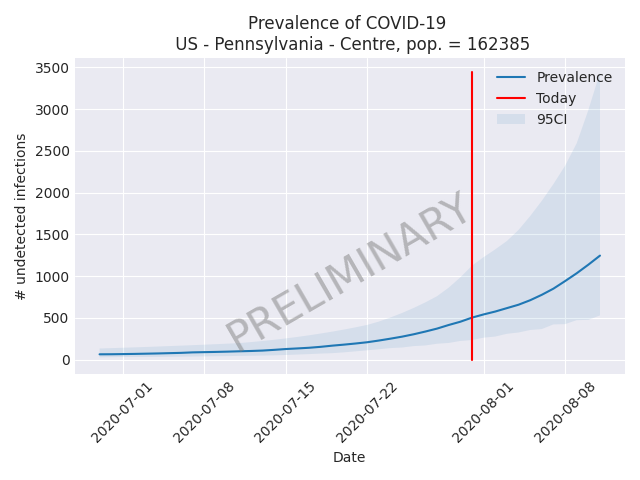 Prevalence of COVID-19
US - Pennsylvania - Centre, pop. = 162385
3500
3000
2500
2000
1500
1000
500
0
# undetected infections
Prevalence
Today
95CI
PRELIMINARY
2020-07-01
2020-07-08
2020-07-15
2020-07-22
2020-08-01
2020-08-08
Date